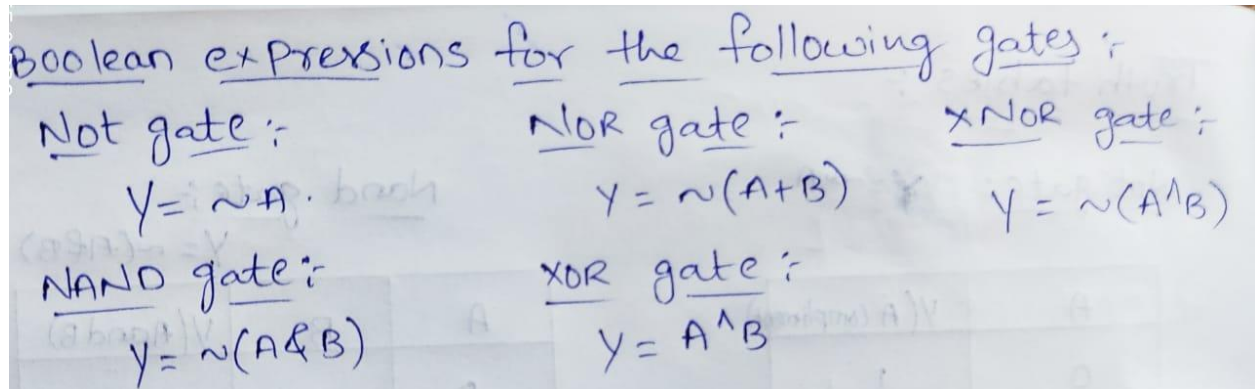 Boolean expressions for the following gates :-
Not gate :- NOR gate :- XNOR gate :-
Y = ~A. Y = ~(A+B) Y = ~(A^B)
NAND gate :- XOR gate :-
Y = ~(A&B) Y = A^B